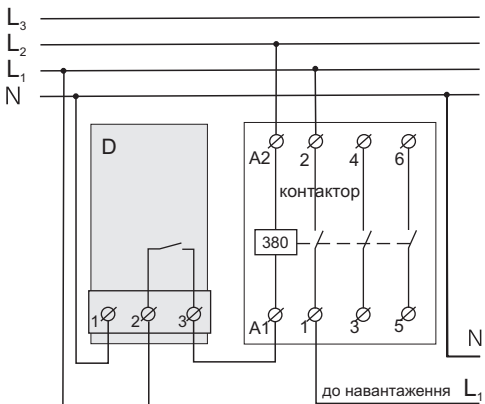 L3
L2
L1
N
D
A2 2 4 6
контактор
380
1 2 3
A1 1 3 5
N
до навантаження L1